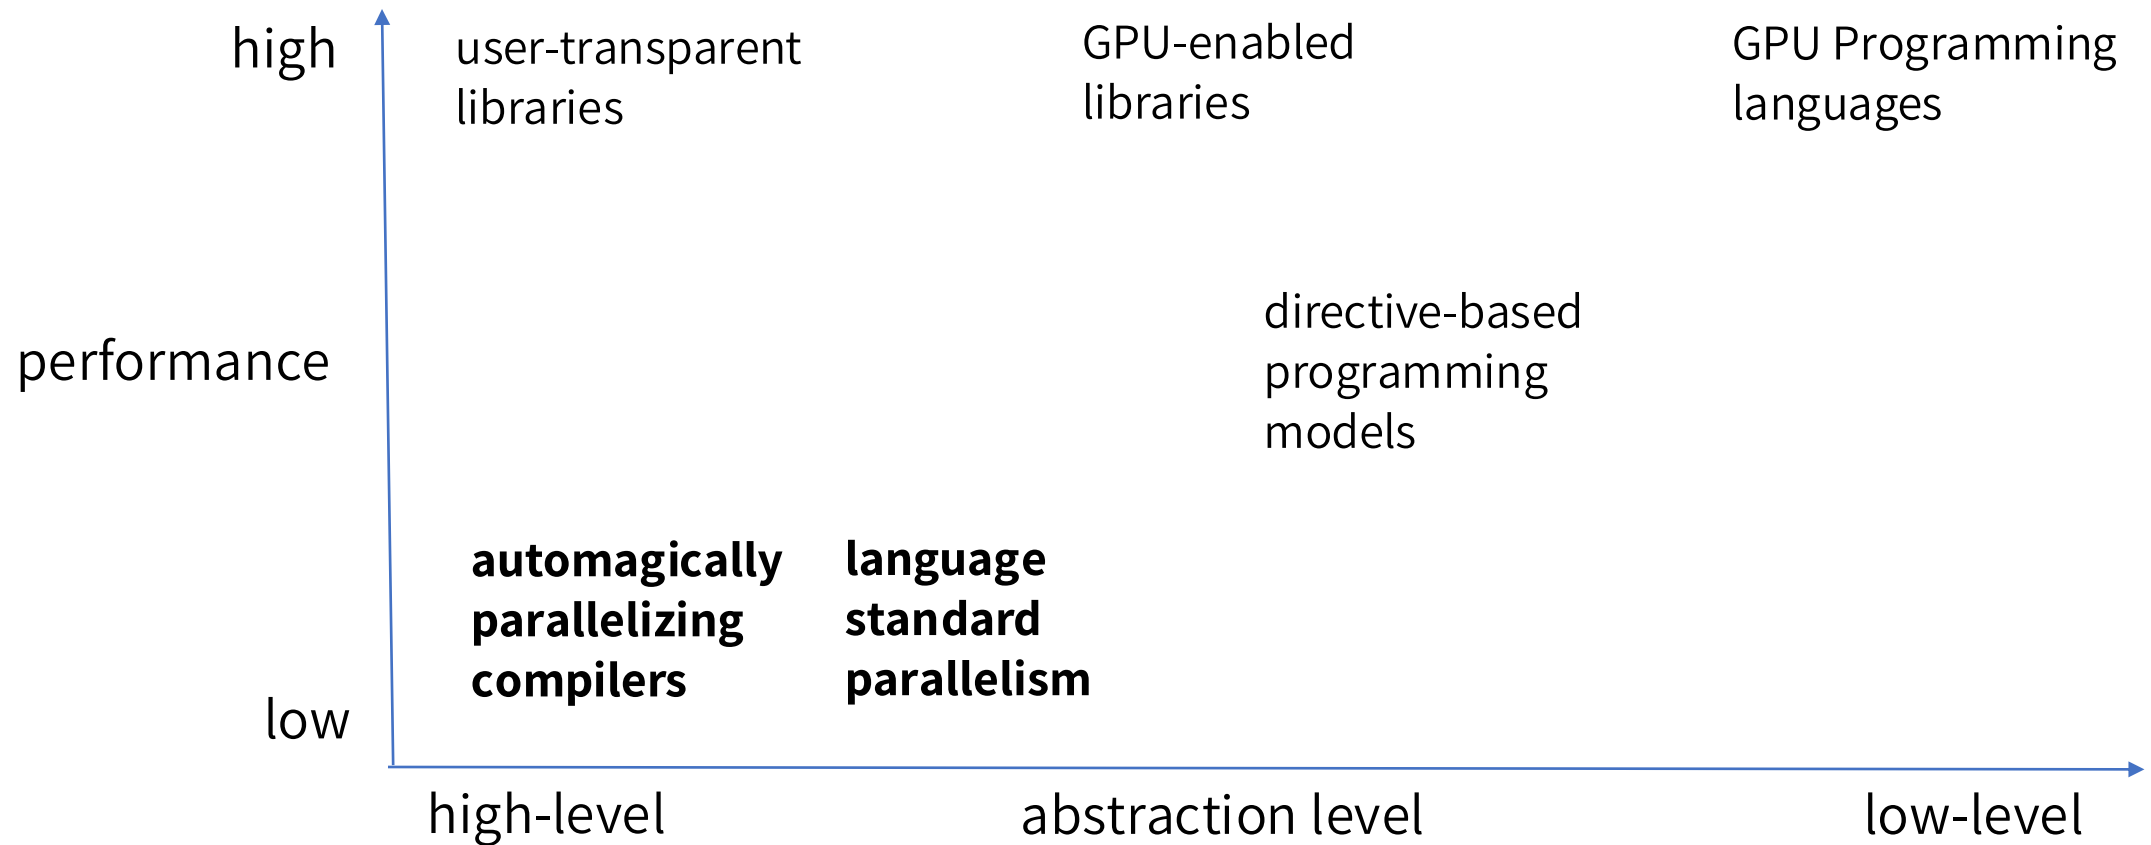 high
user-transparent
libraries
GPU-enabled
libraries
GPU Programming
languages
performance
directive-based
programming
models
automagically
parallelizing
compilers
language
standard
parallelism
low
high-level
abstraction level
low-level